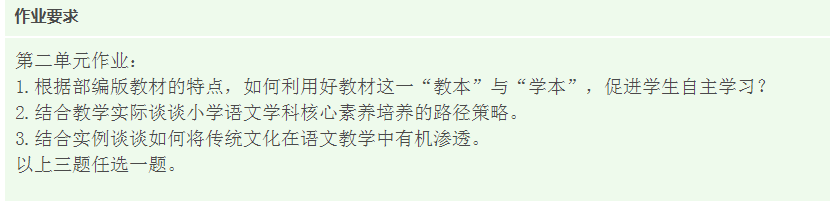 作业要求
第二单元作业：
1.根据部编版教材的特点，如何利用好教材这一“教本”与“学本”，促进学生自主学习？
2.结合教学实际谈谈小学语文学科核心素养培养的路径策略。
3.结合实例谈谈如何将传统文化在语文教学中有机渗透。
以上三题任选一题。